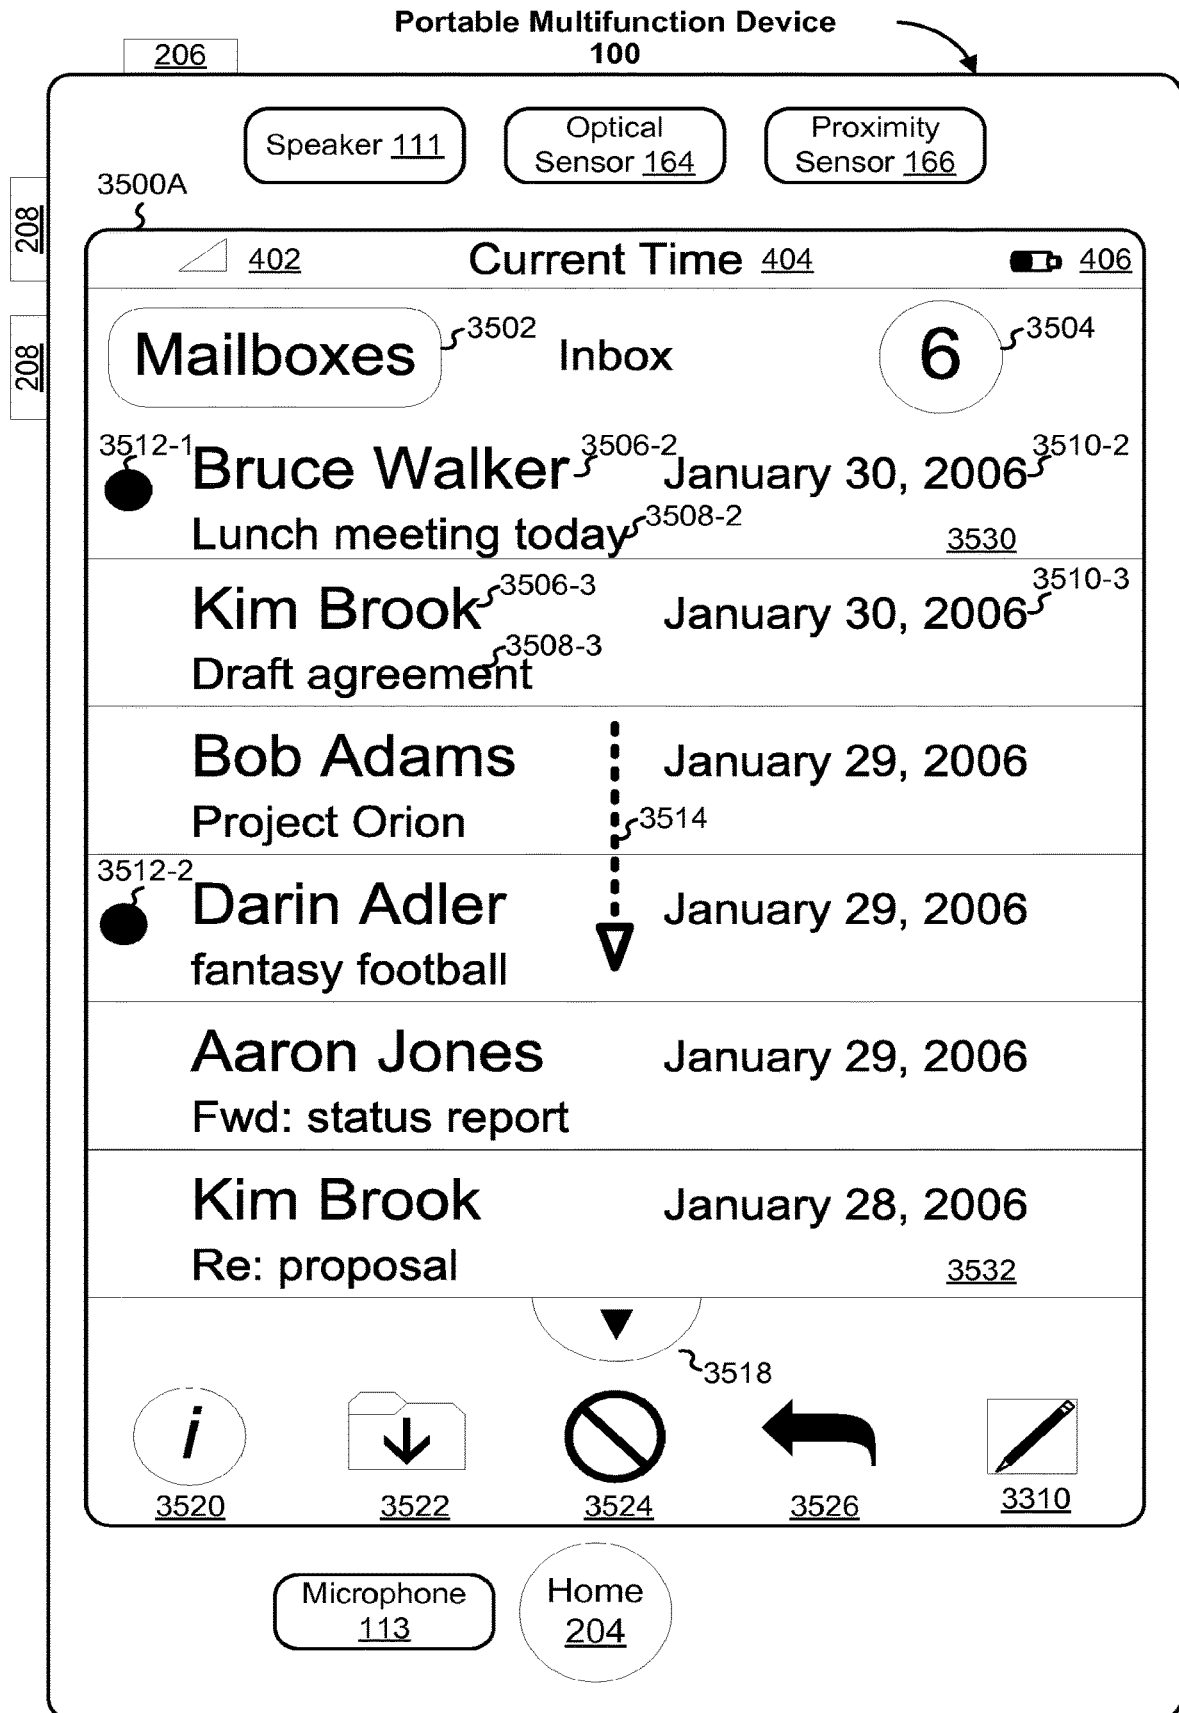 Portable Multifunction Device
100
206
Speaker 111
Optical
Sensor 164
Proximity
Sensor 166
3500A
208
208
402 Current Time 404 406
Mailboxes 3502 Inbox 6 3504
3512-1 Bruce Walker 3506-2 January 30, 2006 3510-2
Lunch meeting today 3508-2 3530
Kim Brook 3506-3 January 30, 2006 3510-3
Draft agreement 3508-3
Bob Adams January 29, 2006
Project Orion 3514
3512-2 Darin Adler January 29, 2006
fantasy football
Aaron Jones January 29, 2006
Fwd: status report
Kim Brook January 28, 2006
Re: proposal 3532
3518
i
3520 3522 3524 3526 3310
Microphone
113
Home
204